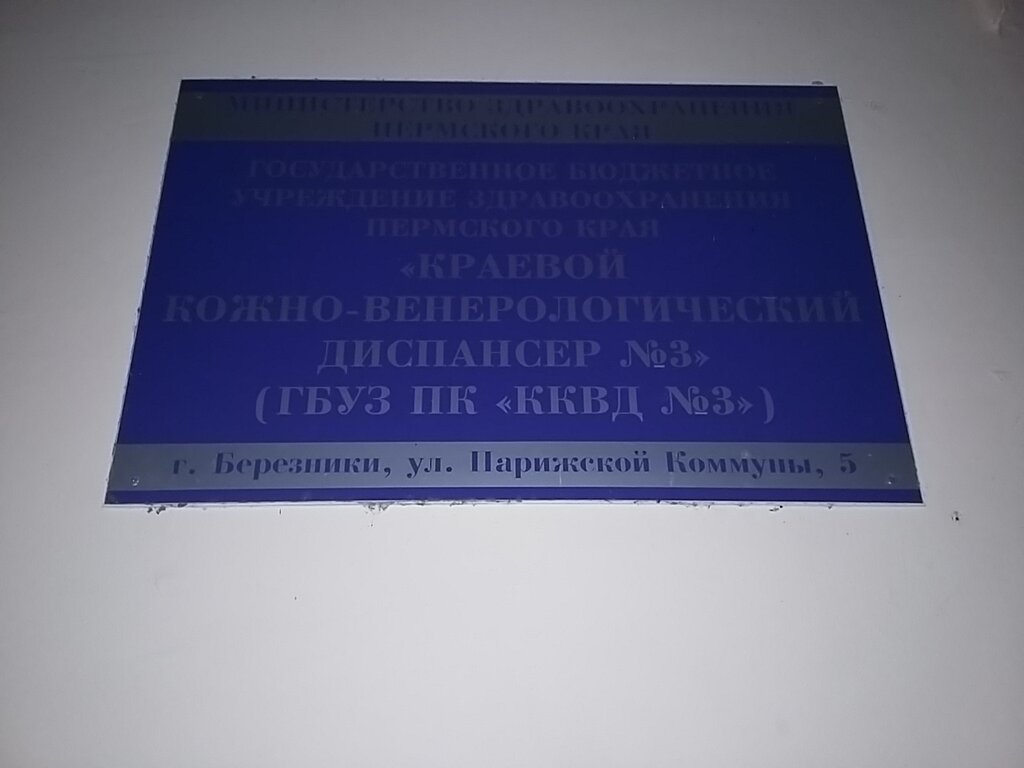 МИНИСТЕРСТВО ЗДРАВООХРАНЕНИЯ
ПЕРМСКОГО КРАЯ
ГОСУДАРСТВЕННОЕ БЮДЖЕТНОЕ
УЧРЕЖДЕНИЕ ЗДРАВООХРАНЕНИЯ
ПЕРМСКОГО КРАЯ
«КРАЕВОЙ
КОЖНО-ВЕНЕРОЛОГИЧЕСКИЙ
ДИСПАНСЕР №3»
(ГБУЗ ПК «ККВД №3»)
г. Березники, ул. Парижской Коммуны, 5